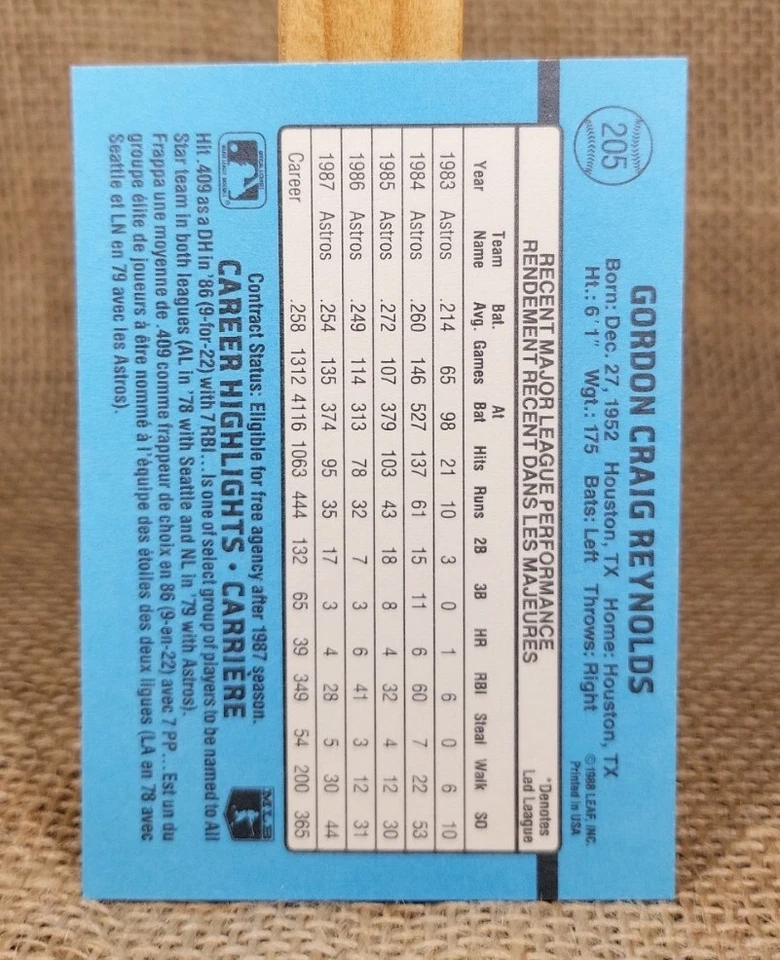 205
GORDON CRAIG REYNOLDS
Born: Dec. 27, 1952 Houston, TX Home: Houston, TX
Ht.: 6'1" Wgt.: 175 Bats: Left Throws: Right
©1988 LEAF, INC.
Printed in USA
RECENT MAJOR LEAGUE PERFORMANCE
RENDEMENT RECENT DANS LES MAJEURES
*Denotes
Led League
Year Team Name Bat. Avg. Games At Bat Hits Runs 2B 3B HR RBI Steal Walk SO
1983 Astros .214 65 98 21 10 3 0 1 6 0 6 10
1984 Astros .260 146 527 137 61 15 11 6 60 7 22 53
1985 Astros .272 107 379 103 43 18 8 4 32 4 12 30
1986 Astros .249 114 313 78 32 7 3 6 41 3 12 31
1987 Astros .254 135 374 95 35 17 3 4 28 5 30 44
Career .258 1312 4116 1063 444 132 65 39 349 54 200 365
Contract Status: Eligible for free agency after 1987 season.
CAREER HIGHLIGHTS • CARRIÈRE
MLB
Hit .409 as a DH in '86 (9-for-22) with 7 RBI... Is one of select group of players to be named to All
Star team in both leagues (AL in '78 with Seattle and NL in '79 with Astros).
Frappa une moyenne de .409 comme frappeur de choix en 86 (9-en-22) avec 7 PP.... Est un du
groupe élite de joueurs à être nommé à l'équipe des étoiles des deux ligues (LA en 78 avec
Seattle et LN en 79 avec les Astros).